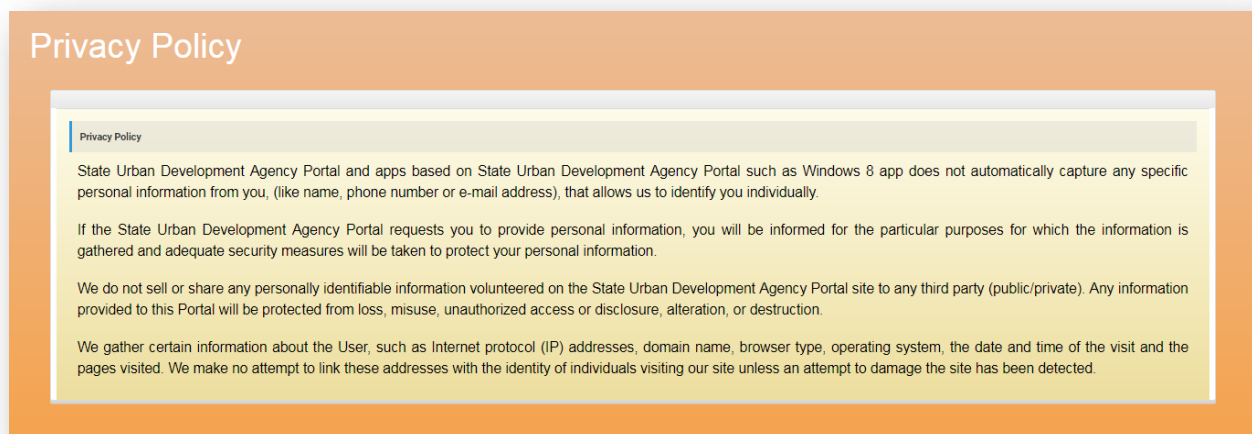 Privacy Policy
Privacy Policy
State Urban Development Agency Portal and apps based on State Urban Development Agency Portal such as Windows 8 app does not automatically capture any specific
personal information from you, (like name, phone number or e-mail address), that allows us to identify you individually.
If the State Urban Development Agency Portal requests you to provide personal information, you will be informed for the particular purposes for which the information is
gathered and adequate security measures will be taken to protect your personal information.
We do not sell or share any personally identifiable information volunteered on the State Urban Development Agency Portal site to any third party (public/private). Any information
provided to this Portal will be protected from loss, misuse, unauthorized access or disclosure, alteration, or destruction.
We gather certain information about the User, such as Internet protocol (IP) addresses, domain name, browser type, operating system, the date and time of the visit and the
pages visited. We make no attempt to link these addresses with the identity of individuals visiting our site unless an attempt to damage the site has been detected.